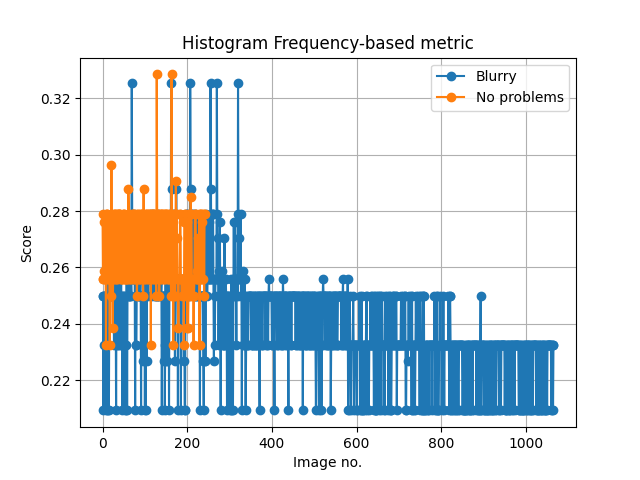 Histogram Frequency-based metric
Blurry
No problems
0.32
0.30
0.28
0.26
0.24
0.22
Score
0 200 400 600 800 1000
Image no.